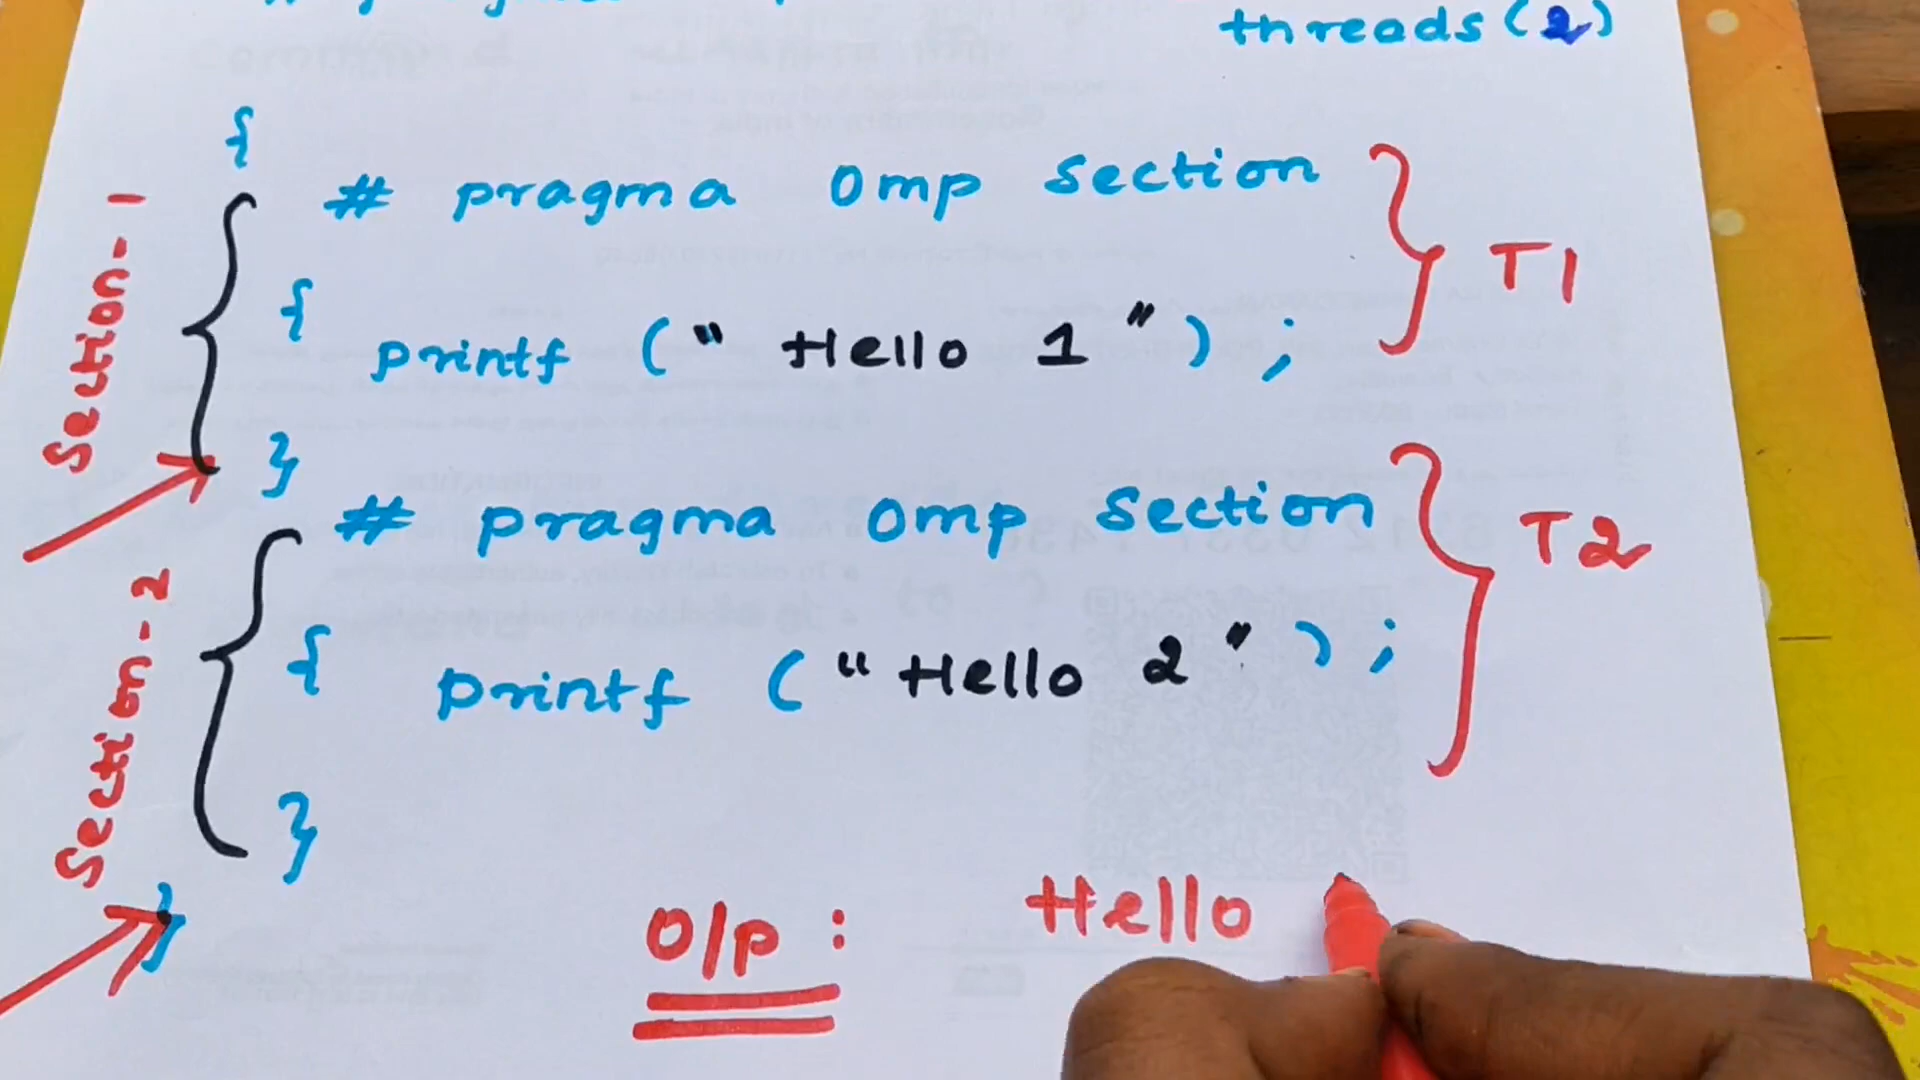 threads(2)
{
# pragma omp section
{
printf (" Hello 1 ") ;
}
# pragma omp section
{ printf ( " Hello 2 " ) ;
}
}
Section-1
Section-2
T1
T2
O/p : Hello